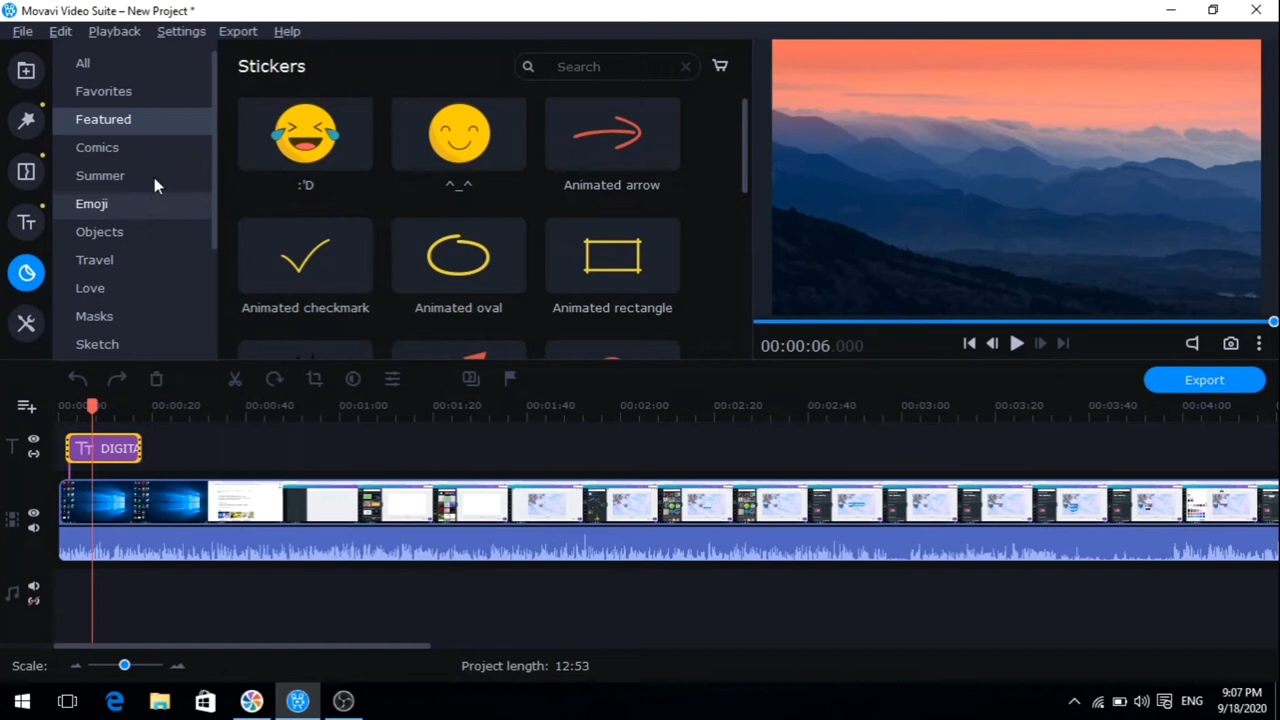 Movavi Video Suite – New Project *
File Edit Playback Settings Export Help
All
Favorites
Featured
Comics
Summer
Emoji
Objects
Travel
Love
Masks
Sketch
Stickers
Search
:'D
^_^
Animated arrow
Animated checkmark
Animated oval
Animated rectangle
00:00:06.000
Export
00:00:20 00:00:40 00:01:00 00:01:20 00:01:40 00:02:00 00:02:20 00:02:40 00:03:00 00:03:20 00:03:40 00:04:00
T Tт DIGITA
Scale:
Project length: 12:53
ENG
9:07 PM
9/18/2020